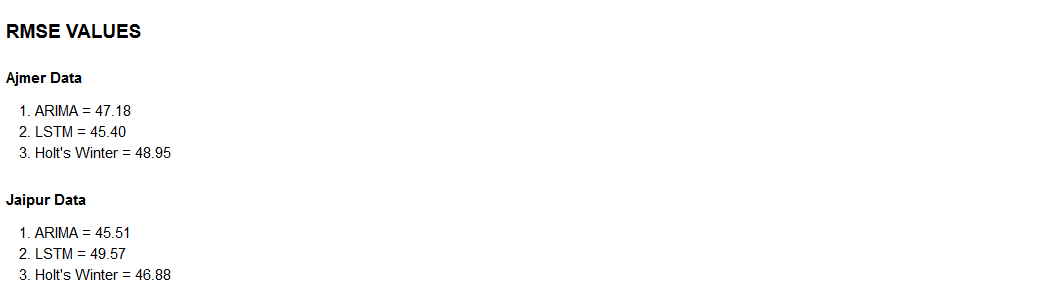 RMSE VALUES
Ajmer Data
1. ARIMA = 47.18
2. LSTM = 45.40
3. Holt's Winter = 48.95
Jaipur Data
1. ARIMA = 45.51
2. LSTM = 49.57
3. Holt's Winter = 46.88